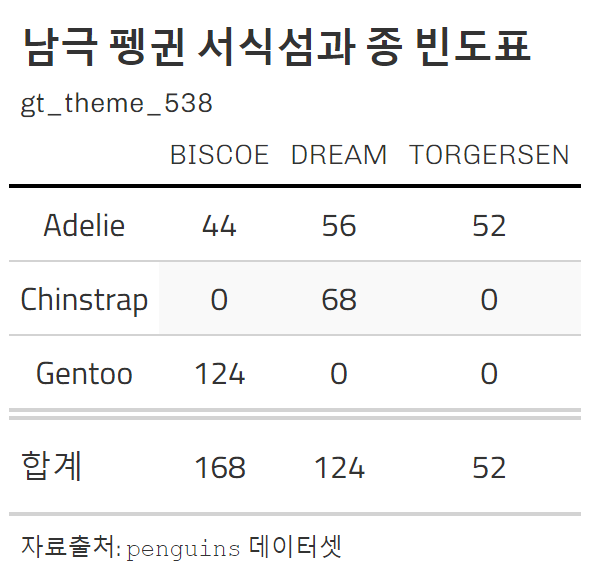 남극 펭귄 서식섬과 종 빈도표
gt_theme_538
BISCOE DREAM TORGERSEN
Adelie 44 56 52
Chinstrap 0 68 0
Gentoo 124 0 0
합계 168 124 52
자료출처: penguins 데이터셋